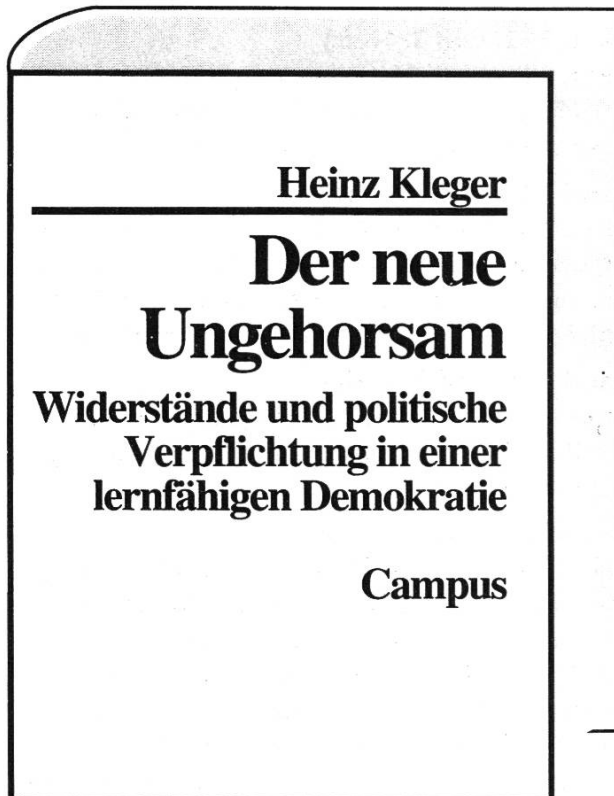 Heinz Kleger
Der neue
Ungehorsam
Widerstände und politische
Verpflichtung in einer
lernfähigen Demokratie
Campus